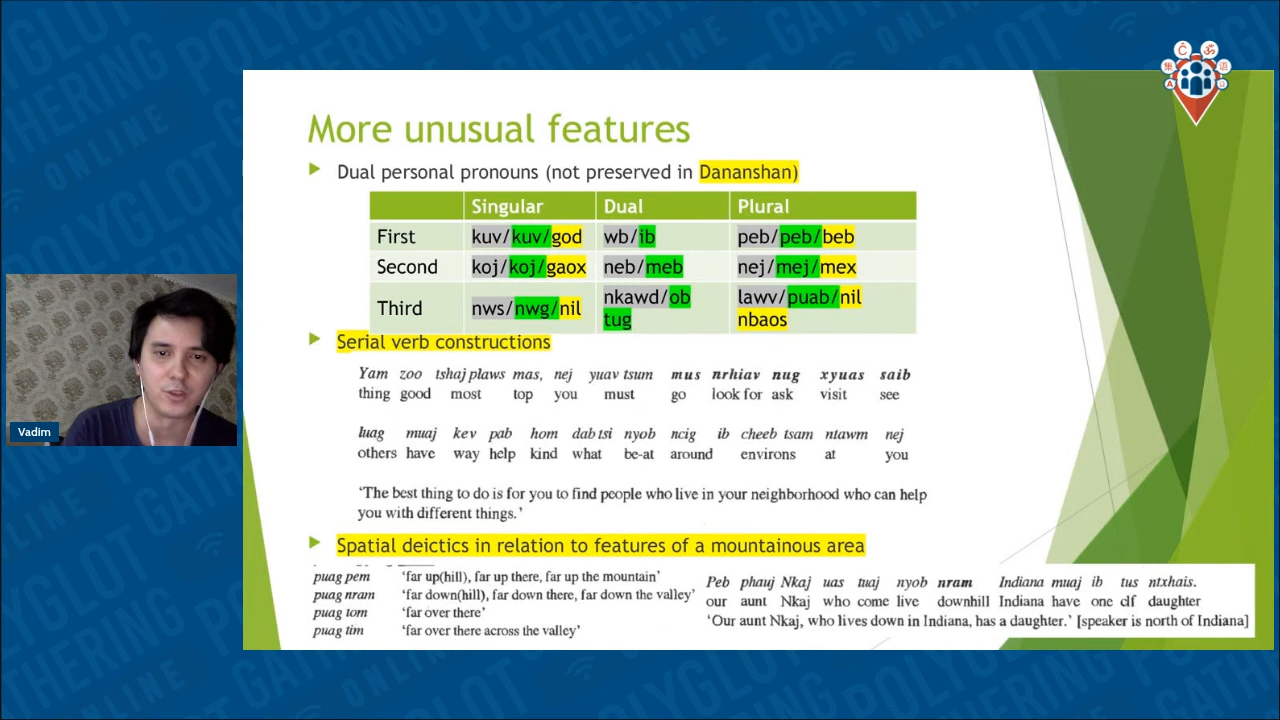 More unusual features
Dual personal pronouns (not preserved in Dananshan)
Singular Dual Plural
First kuv/kuv/god wb/ib peb/peb/beb
Second koj/koj/gaox neb/meb nej/mej/mex
Third nws/nwg/nil nkawd/ob tug lawv/puab/nil nbaos
Serial verb constructions
Yam zoo tshaj plaws mas, nej yuav tsum mus nrhiav nug xyuas saib
thing good most top you must go look for ask visit see
luag muaj kev pab hom dab tsi nyob ncig ib cheeb tsam ntawm nej
others have way help kind what be-at around environs at you
‘The best thing to do is for you to find people who live in your neighborhood who can help
you with different things.’
Spatial deictics in relation to features of a mountainous area
puag pem ‘far up(hill), far up there, far up the mountain’
puag nram ‘far down(hill), far down there, far down the valley’
puag tom ‘far over there’
puag tim ‘far over there across the valley’
Peb phauj Nkaj uas tuaj nyob nram Indiana muaj ib tus ntxhais.
our aunt Nkaj who come live downhill Indiana have one clf daughter
‘Our aunt Nkaj, who lives down in Indiana, has a daughter.’ [speaker is north of Indiana]
Vadim